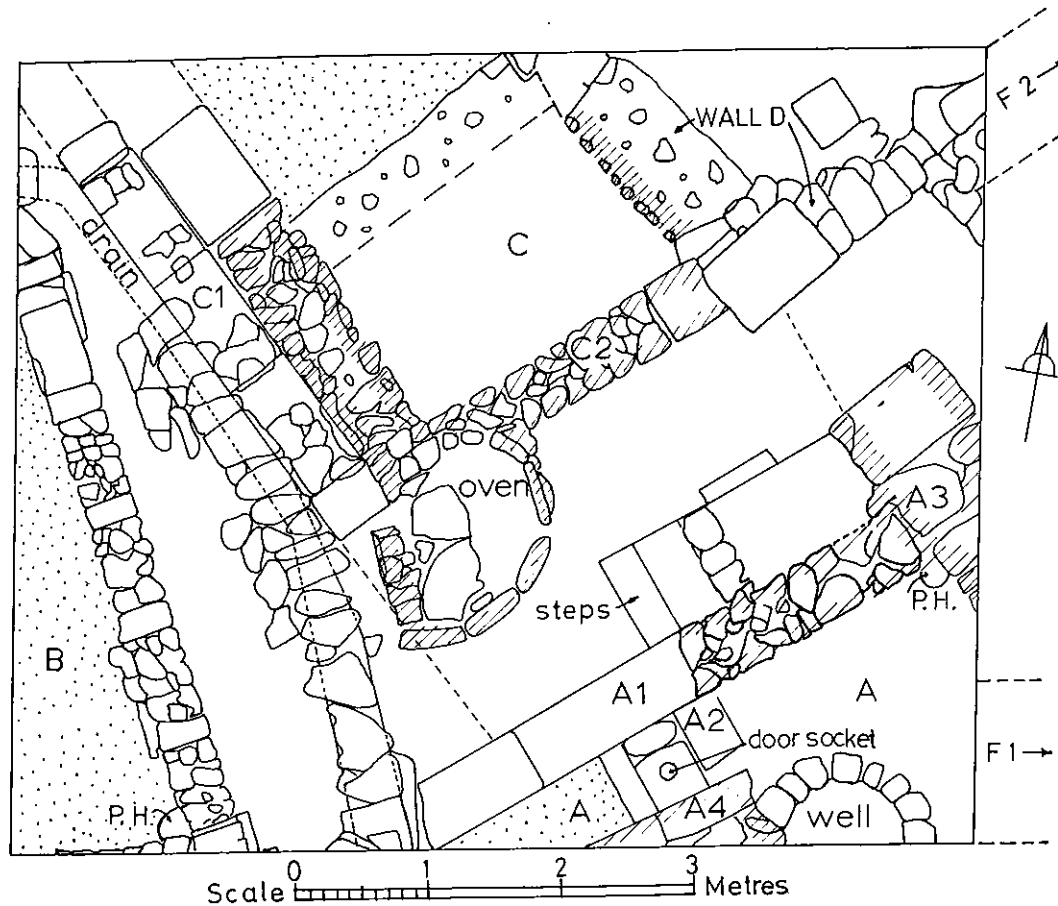 F 2
WALL D
drain
C
C1
C2
oven
A3
steps
P.H.
B
A1
A
A2
door socket
F1
P.H.
A
A4
well
0 1 2 3
Scale Metres